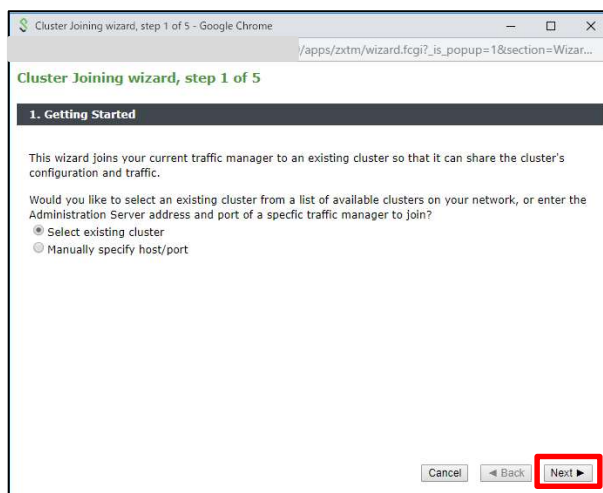 Cluster Joining wizard, step 1 of 5 - Google Chrome
/apps/zxtm/wizard.fcgi?_is_popup=1&section=Wizar...
Cluster Joining wizard, step 1 of 5
1. Getting Started
This wizard joins your current traffic manager to an existing cluster so that it can share the cluster's
configuration and traffic.
Would you like to select an existing cluster from a list of available clusters on your network, or enter the
Administration Server address and port of a specfic traffic manager to join?
Select existing cluster
Manually specify host/port
Cancel ◄ Back Next ►